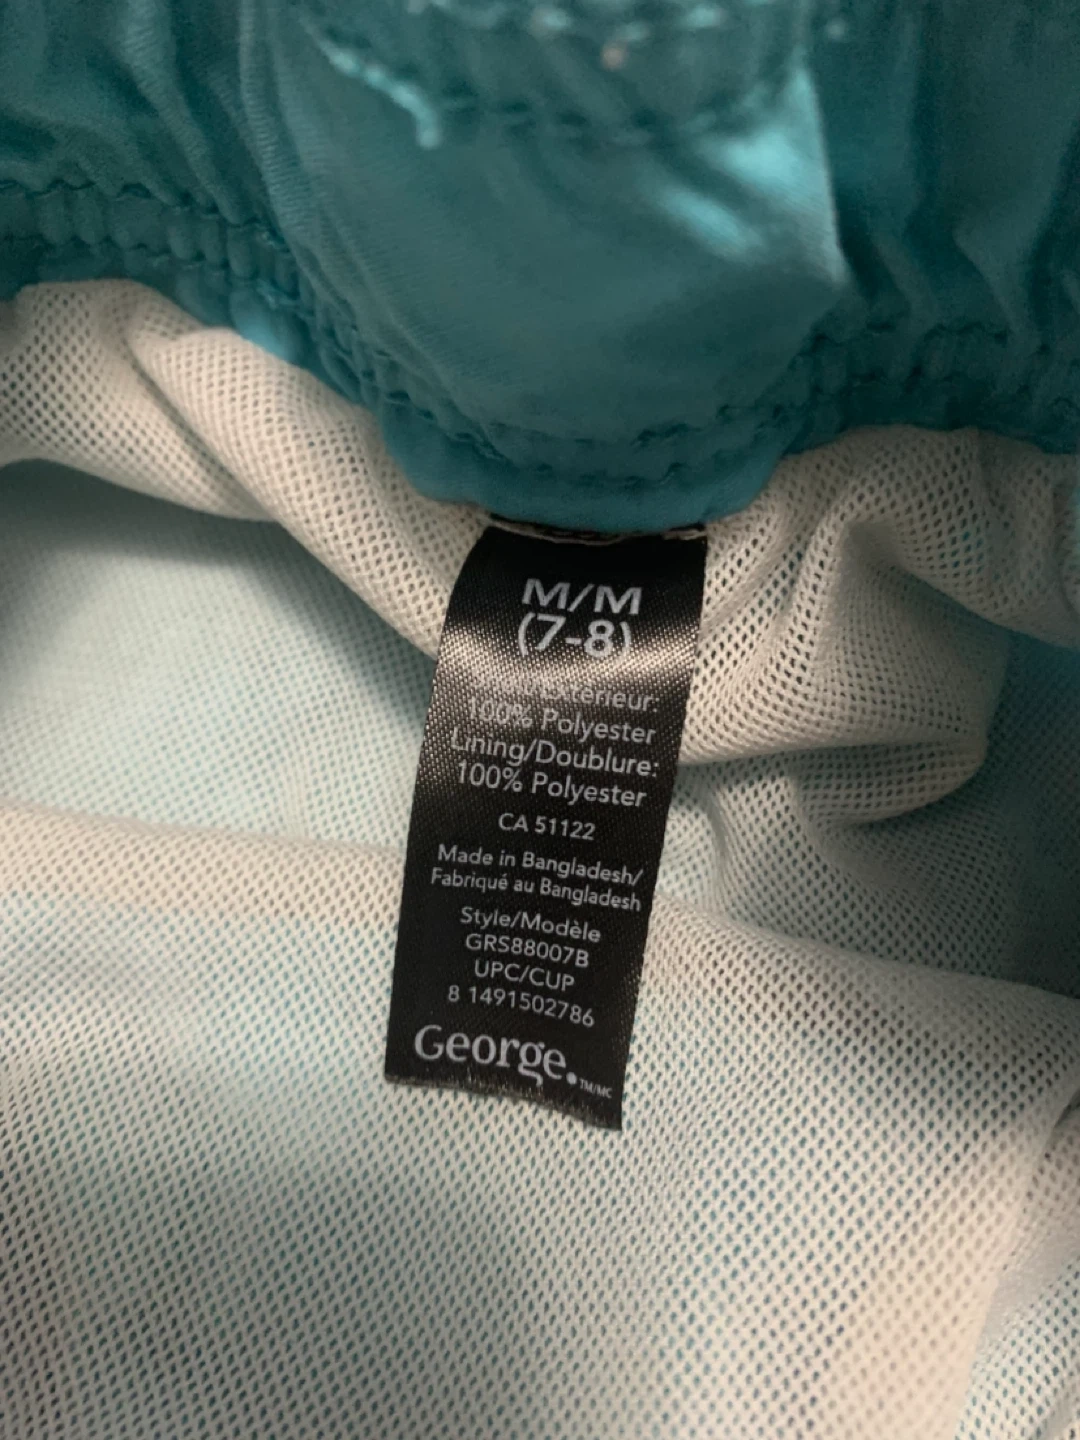 M/M
(7-8)
Extérieur:
100% Polyester
Lining/Doublure:
100% Polyester
CA 51122
Made in Bangladesh/
Fabriqué au Bangladesh
Style/Modèle
GRS88007B
UPC/CUP
8 1491502786
George.
TM/MC